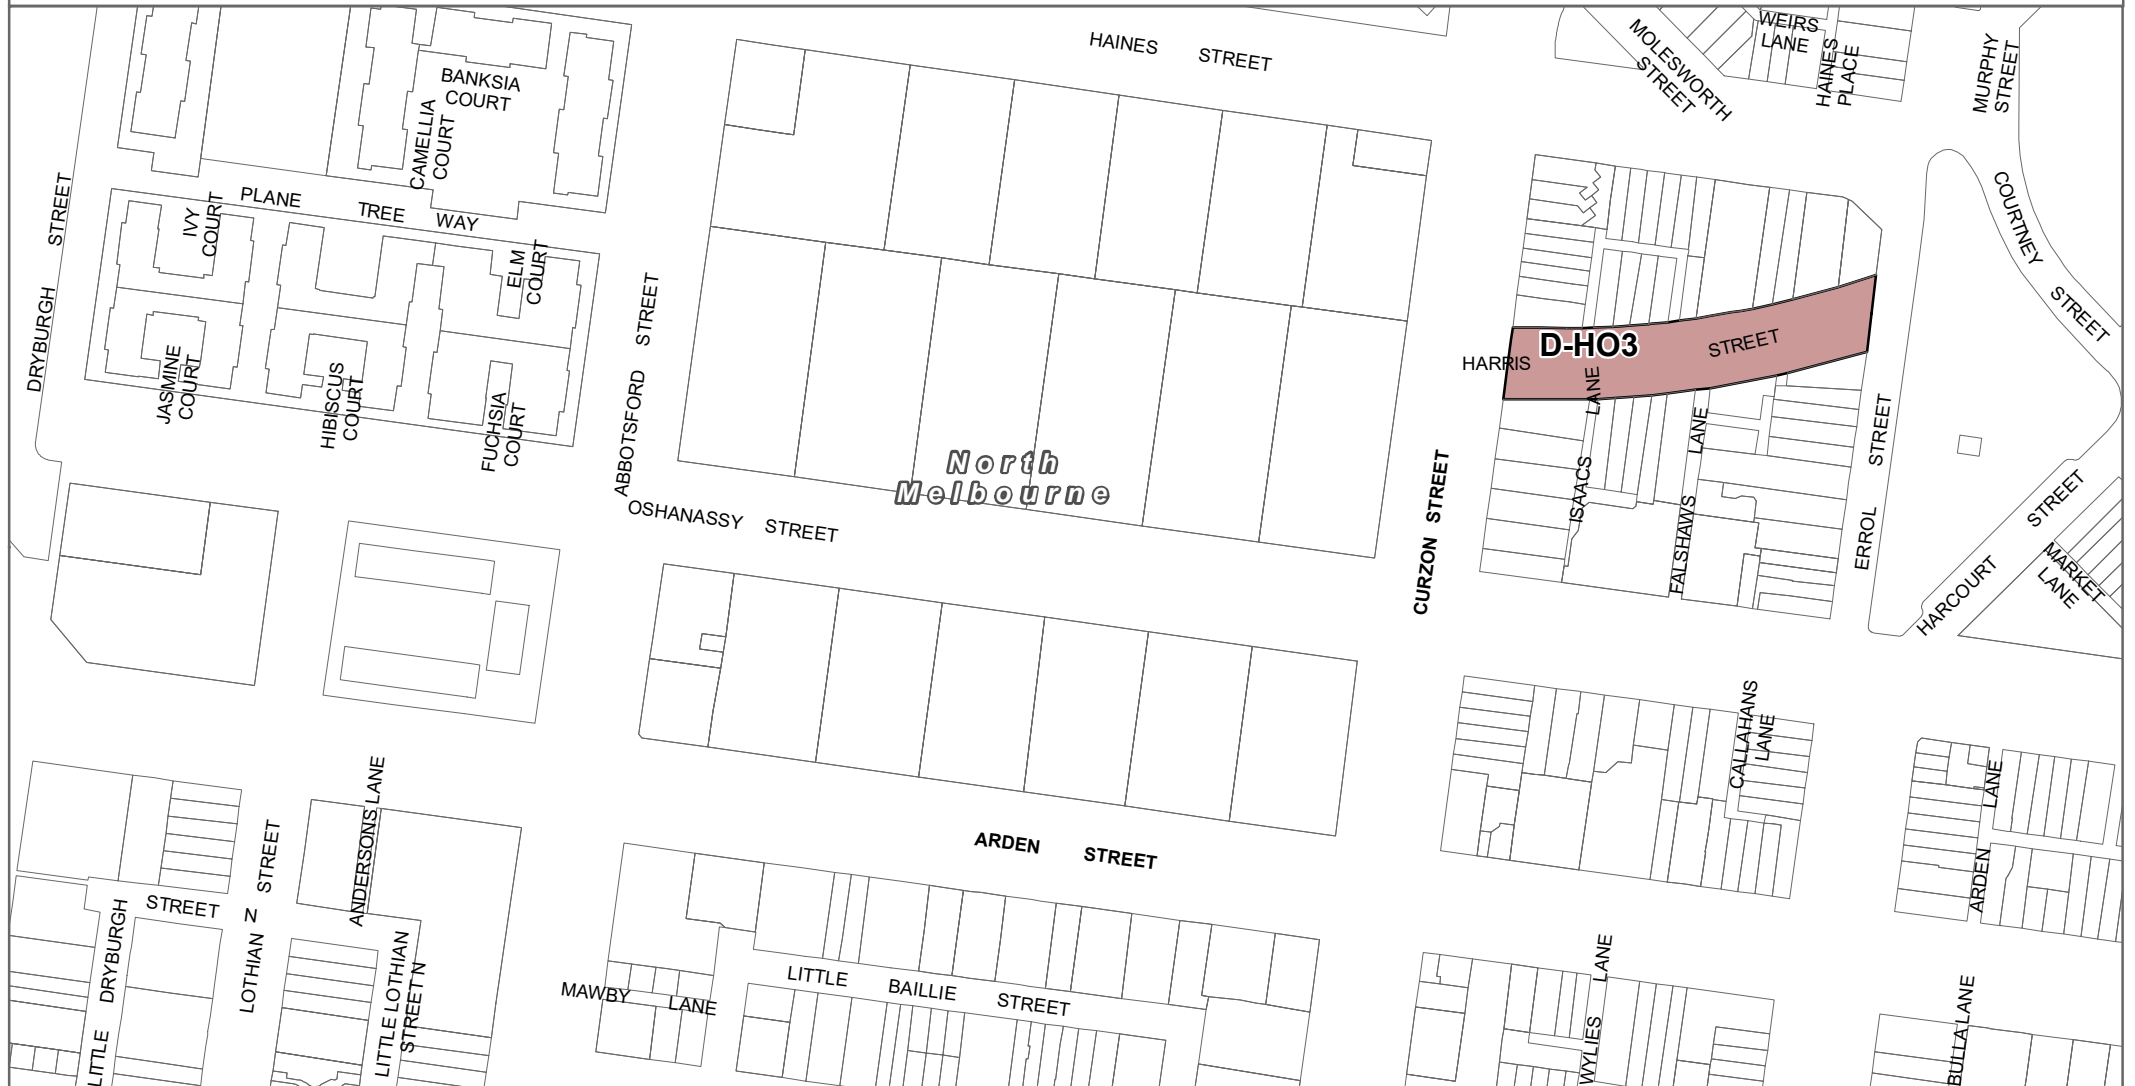 HAINES STREET
MOLESWORTH
STREET
WEIRS
LANE
HAINES
PLACE
MURPHY
STREET
BANKSIA
COURT
CAMELLIA
COURT
DRYBURGH STREET
PLANE TREE WAY
IVY
COURT
ELM
COURT
JASMINE
COURT
HIBISCUS
COURT
FUCHSIA
COURT
ABBOTSFORD STREET
COURTNEY STREET
D-HO3
HARRIS STREET
ISAACS LANE
FALSHAWS LANE
North
Melbourne
OSHANASSY STREET
CURZON STREET
ERROL STREET
HARCOURT STREET
MARKET
LANE
CALLAHANS
LANE
ARDEN STREET
ARDEN LANE
ANDERSONS LANE
LOTHIAN STREET N
LITTLE DRYBURGH STREET
LITTLE LOTHIAN
STREET N
MAWBY LANE
LITTLE BAILLIE STREET
WYLIES LANE
BULLA LANE